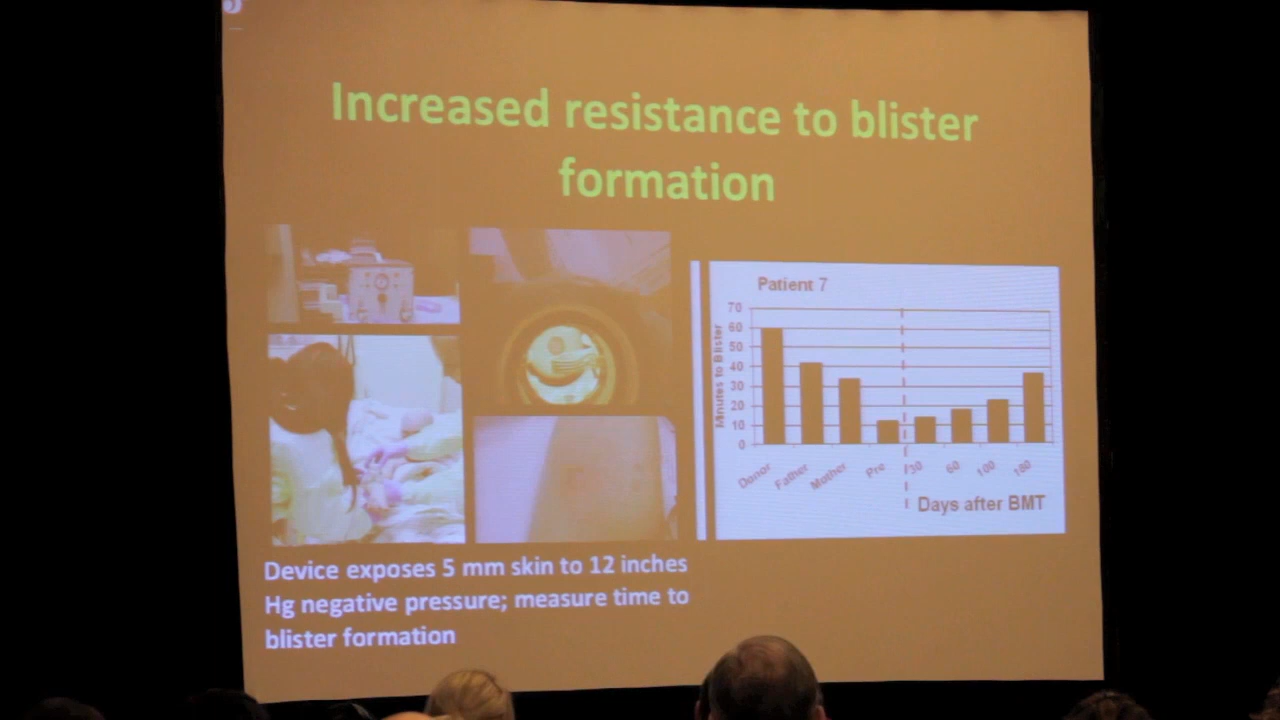 Increased resistance to blister
formation
Patient 7
70
60
50
40
30
20
10
0
Minutes to Blister
Donor
Father
Mother
Pre
30
60
100
180
Days after BMT
Device exposes 5 mm skin to 12 inches
Hg negative pressure; measure time to
blister formation